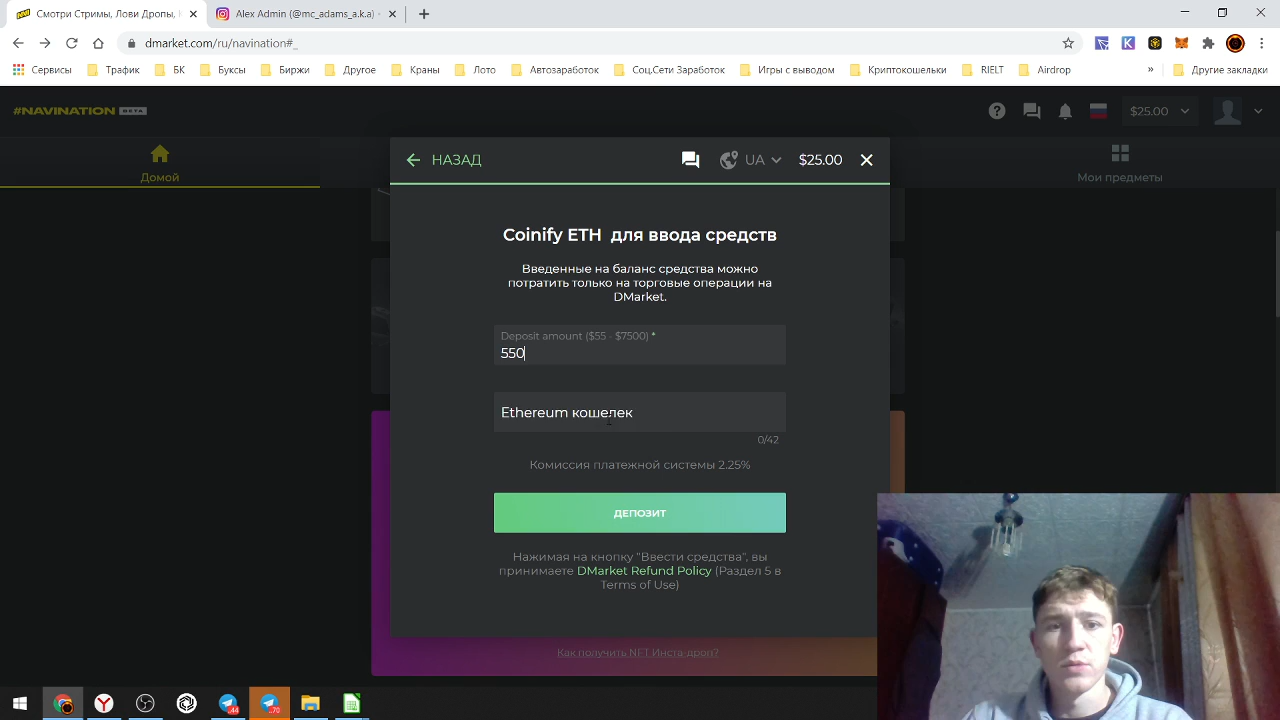 Смотри Стримы, Лови Дропы,
Alex Admin (@mc_adams_a.k.a)
dmarket.com/ru/navination#_
Сервисы
Трафик
БК
Буксы
Биржи
Другое
Краны
Лото
Автозаработок
Соц.Сети Заработок
Игры с выводом
Криптокошельки
RIELT
Airdrop
»
Другие закладки
#NAVINATION BETA
$25.00
Домой
Мои предметы
НАЗАД
UA
$25.00
Coinify ETH для ввода средств
Введенные на баланс средства можно
потратить только на торговые операции на
DMarket.
Deposit amount ($55 - $7500) *
550
Ethereum кошелек
0/42
Комиссия платежной системы 2.25%
ДЕПОЗИТ
Нажимая на кнопку "Ввести средства", вы
принимаете DMarket Refund Policy (Раздел 5 в
Terms of Use)
Как получить NFT Инста-дроп?
44
70